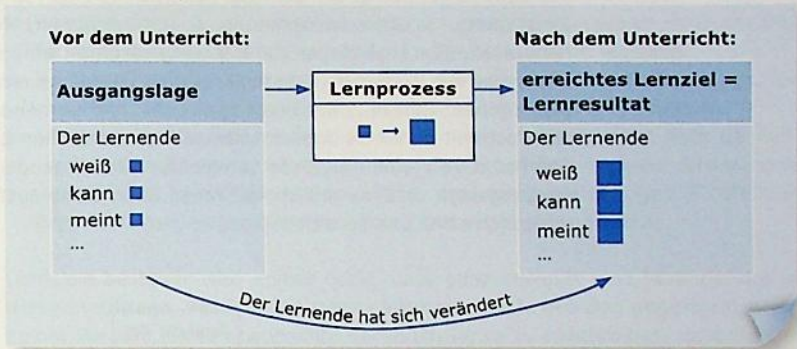 Vor dem Unterricht:
Ausgangslage
Der Lernende
weiß
kann
meint
...
Lernprozess
Nach dem Unterricht:
erreichtes Lernziel =
Lernresultat
Der Lernende
weiß
kann
meint
...
Der Lernende hat sich verändert